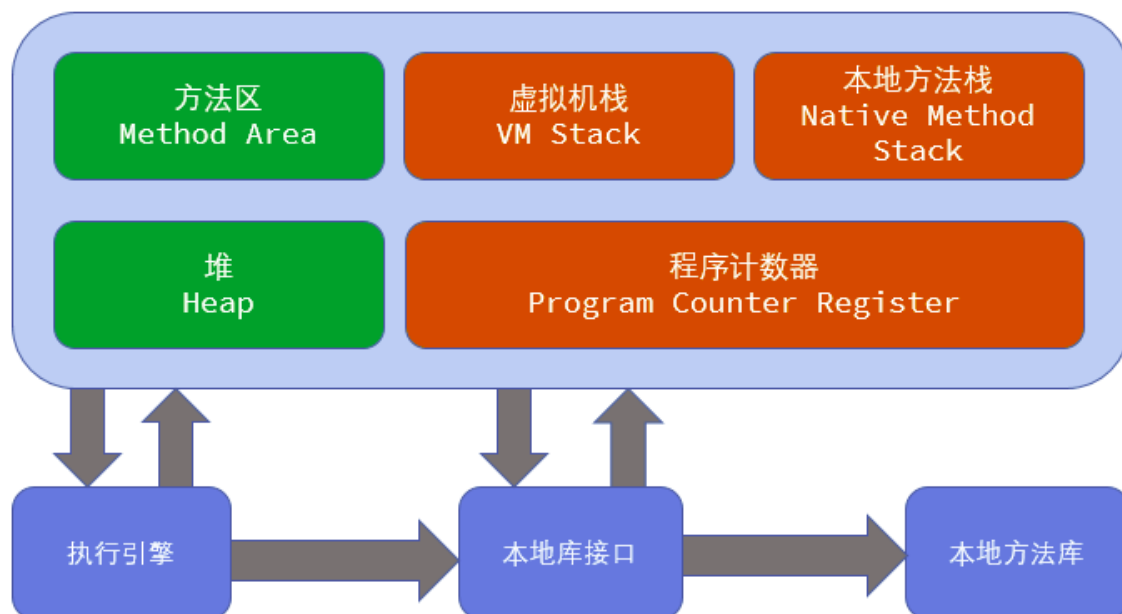 方法区
Method Area
虚拟机栈
VM Stack
本地方法栈
Native Method
Stack
堆
Heap
程序计数器
Program Counter Register
执行引擎
本地库接口
本地方法库